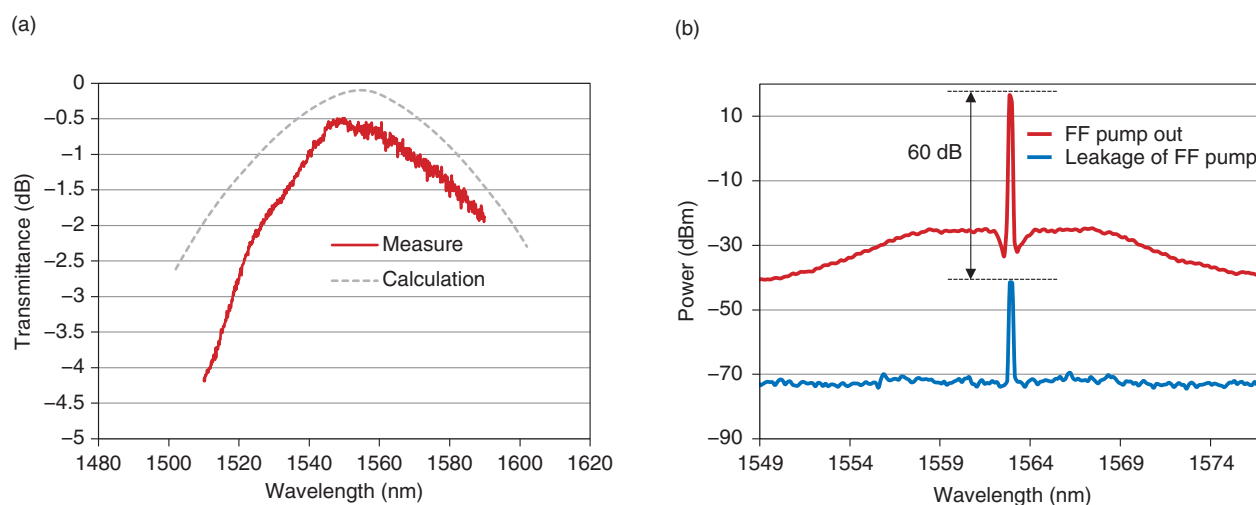 (a)
0
−0.5
−1
−1.5
−2
−2.5
−3
−3.5
−4
−4.5
−5
Transmittance (dB)
Measure
Calculation
1480 1500 1520 1540 1560 1580 1600 1620
Wavelength (nm)
(b)
10
−10
−30
−50
−70
−90
Power (dBm)
60 dB
FF pump out
Leakage of FF pump
1549 1554 1559 1564 1569 1574
Wavelength (nm)